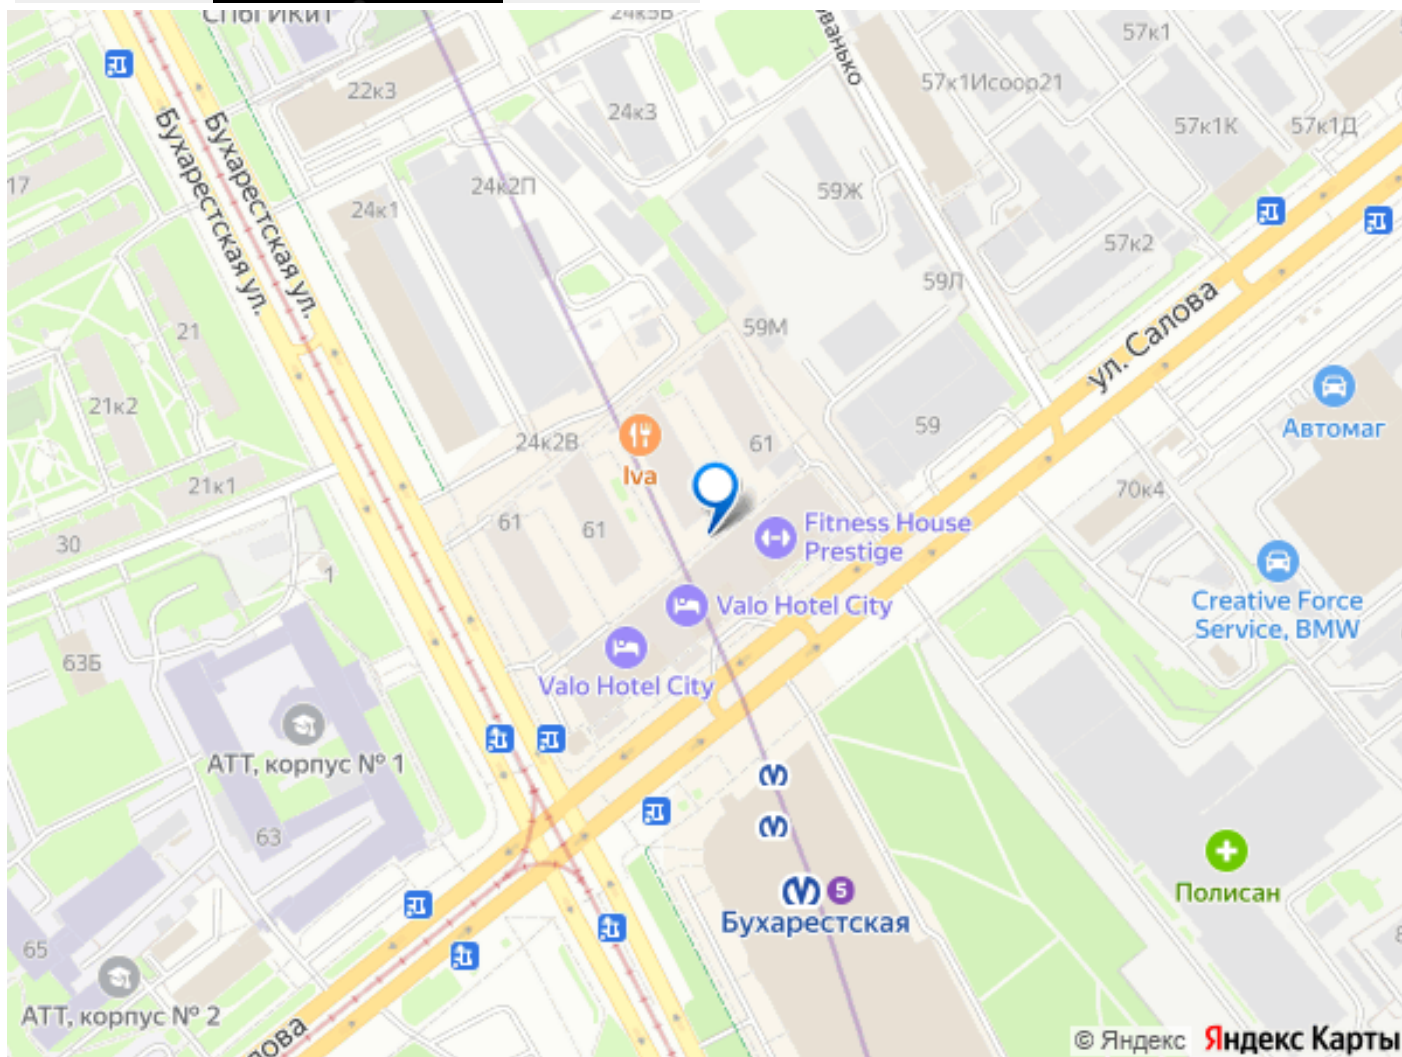 СПбГИКиТ
24к5В
57к1
22к3
57к1Исоор21
24к3
57к1К
57к1Д
Бухарестская ул.
Бухарестская ул.
17
24к2П
59Ж
24к1
57к2
59Л
ул. Салова
21
59М
21к2
Автомаг
24к2В
61
59
Iva
21к1
70к4
61
61
Fitness House
Prestige
30
1
Valo Hotel City
Creative Force
Service, BMW
63Б
Valo Hotel City
АТТ, корпус № 1
63
5
Полисан
Бухарестская
65
АТТ, корпус № 2
© Яндекс
Яндекс Карты